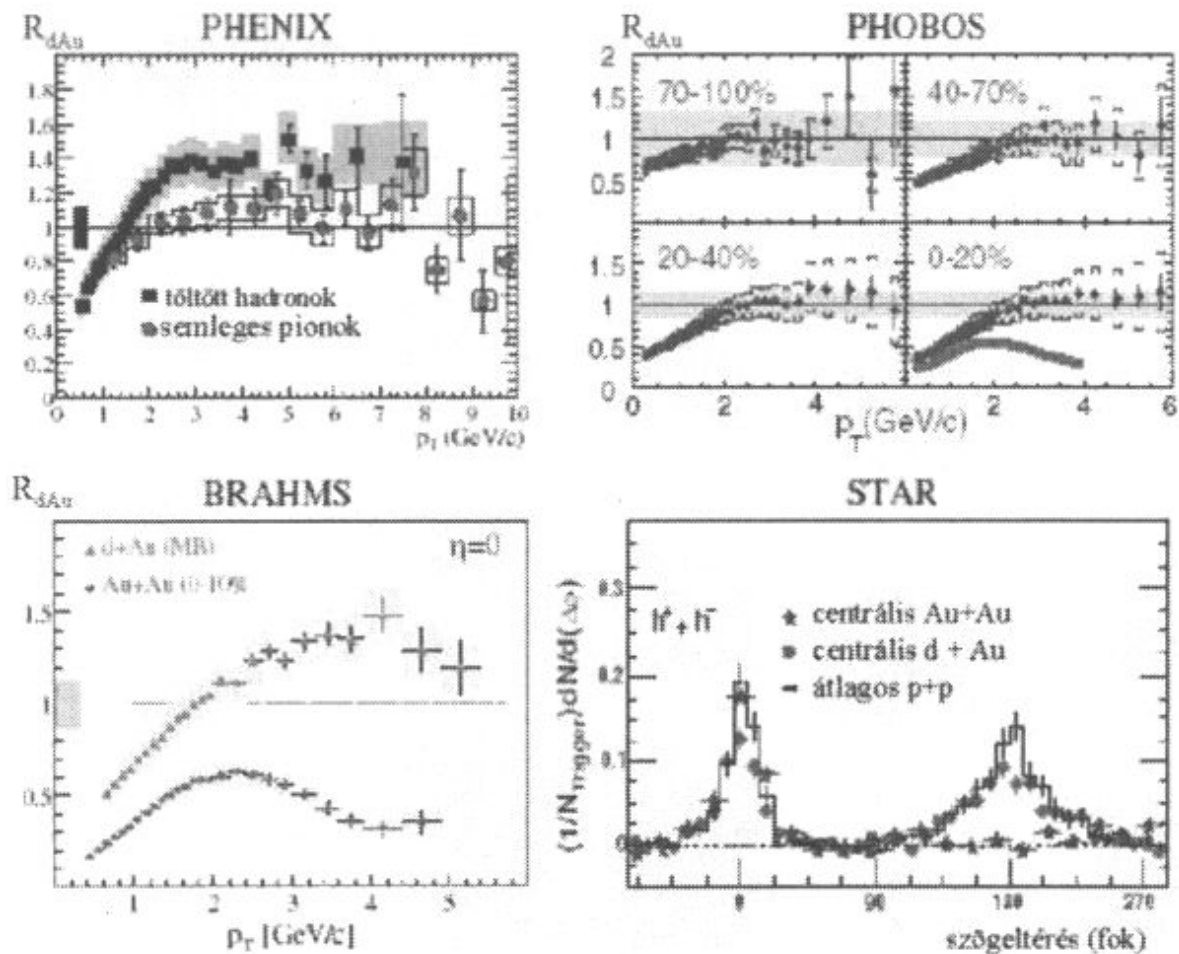 R_dAu PHENIX
1.8
1.6
1.4
1.2
1
0.8
0.6
0.4
0.2
0
■ töltött hadronok
● semleges pionok
0 1 2 3 4 5 6 7 8 9 10
p_T (GeV/c)
R_dAu PHOBOS
2
1.5
1
0.5
70-100%
40-70%
1.5
1
0.5
0
20-40%
0-20%
0 2 4 2 4 6
p_T (GeV/c)
R_dAu BRAHMS
1.5
1
0.5
d+Au (MB)
Au+Au (0-10%
η=0
1 2 3 4 5
p_T [GeV/c]
STAR
(1/N_trigger)dN/d(Δφ)
0.3
0.2
0.1
0
h⁺ + h⁻
centrális Au+Au
centrális d + Au
átlagos p+p
0 90 180 270
szögeltérés (fok)